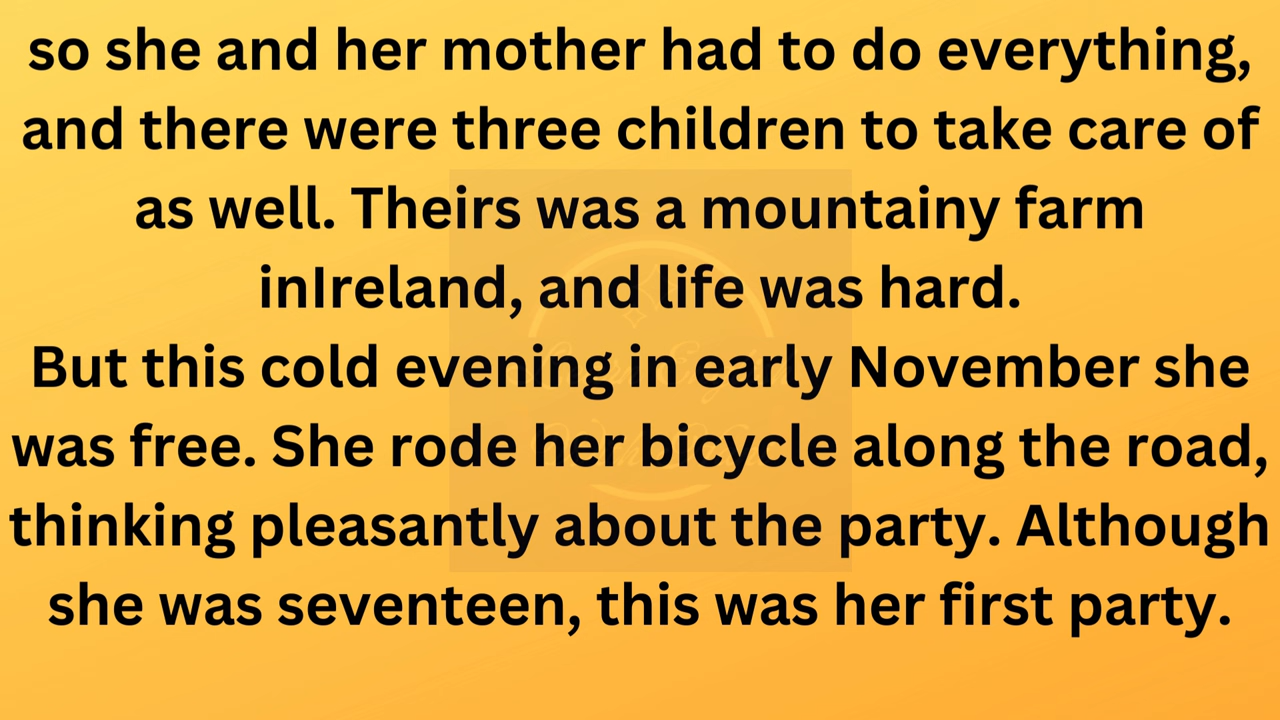 so she and her mother had to do everything,
and there were three children to take care of
as well. Theirs was a mountainy farm
inIreland, and life was hard.
But this cold evening in early November she
was free. She rode her bicycle along the road,
thinking pleasantly about the party. Although
she was seventeen, this was her first party.